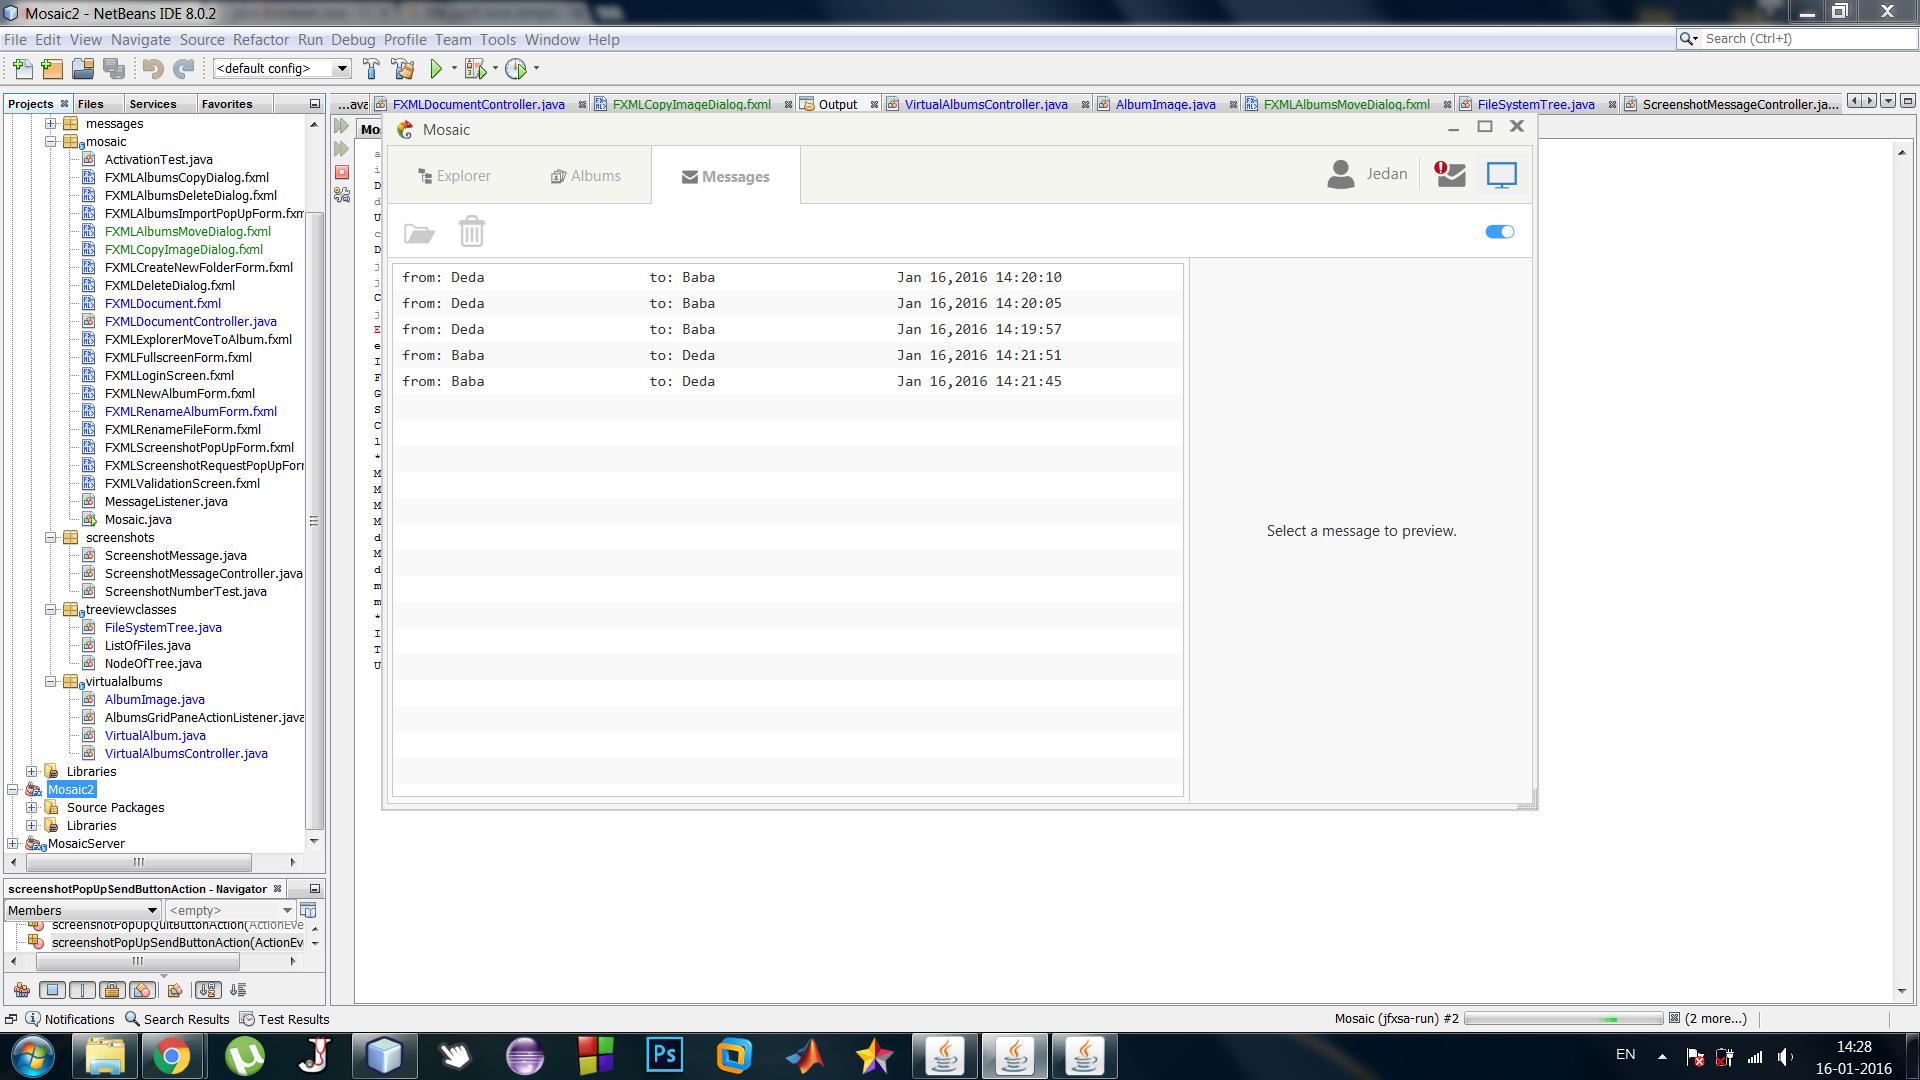 Mosaic2 - NetBeans IDE 8.0.2
File Edit View Navigate Source Refactor Run Debug Profile Team Tools Window Help
Search (Ctrl+I)
<default config>
Projects Files Services Favorites
...ava FXMLDocumentController.java FXMLCopyImageDialog.fxml Output VirtualAlbumsController.java AlbumImage.java FXMLAlbumsMoveDialog.fxml FileSystemTree.java ScreenshotMessageController.ja...
messages
mosaic
ActivationTest.java
FXMLAlbumsCopyDialog.fxml
FXMLAlbumsDeleteDialog.fxml
FXMLAlbumsImportPopUpForm.fxm
FXMLAlbumsMoveDialog.fxml
FXMLCopyImageDialog.fxml
FXMLCreateNewFolderForm.fxml
FXMLDeleteDialog.fxml
FXMLDocument.fxml
FXMLDocumentController.java
FXMLExplorerMoveToAlbum.fxml
FXMLFullscreenForm.fxml
FXMLLoginScreen.fxml
FXMLNewAlbumForm.fxml
FXMLRenameAlbumForm.fxml
FXMLRenameFileForm.fxml
FXMLScreenshotPopUpForm.fxml
FXMLScreenshotRequestPopUpFor
FXMLValidationScreen.fxml
MessageListener.java
Mosaic.java
screenshots
ScreenshotMessage.java
ScreenshotMessageController.java
ScreenshotNumberTest.java
treeviewclasses
FileSystemTree.java
ListOfFiles.java
NodeOfTree.java
virtualalbums
AlbumImage.java
AlbumsGridPaneActionListener.java
VirtualAlbum.java
VirtualAlbumsController.java
Libraries
Mosaic2
Source Packages
Libraries
MosaicServer
screenshotPopUpSendButtonAction - Navigator
Members <empty>
screenshotPopUpQuitButtonAction(ActionEve
screenshotPopUpSendButtonAction(ActionEv
Mos
Mosaic
Explorer Albums Messages
Jedan
from: Deda to: Baba Jan 16,2016 14:20:10
from: Deda to: Baba Jan 16,2016 14:20:05
from: Deda to: Baba Jan 16,2016 14:19:57
from: Baba to: Deda Jan 16,2016 14:21:51
from: Baba to: Deda Jan 16,2016 14:21:45
Select a message to preview.
Notifications Search Results Test Results
Mosaic (jfxsa-run) #2 (2 more...)
Ps
EN
14:28
16-01-2016